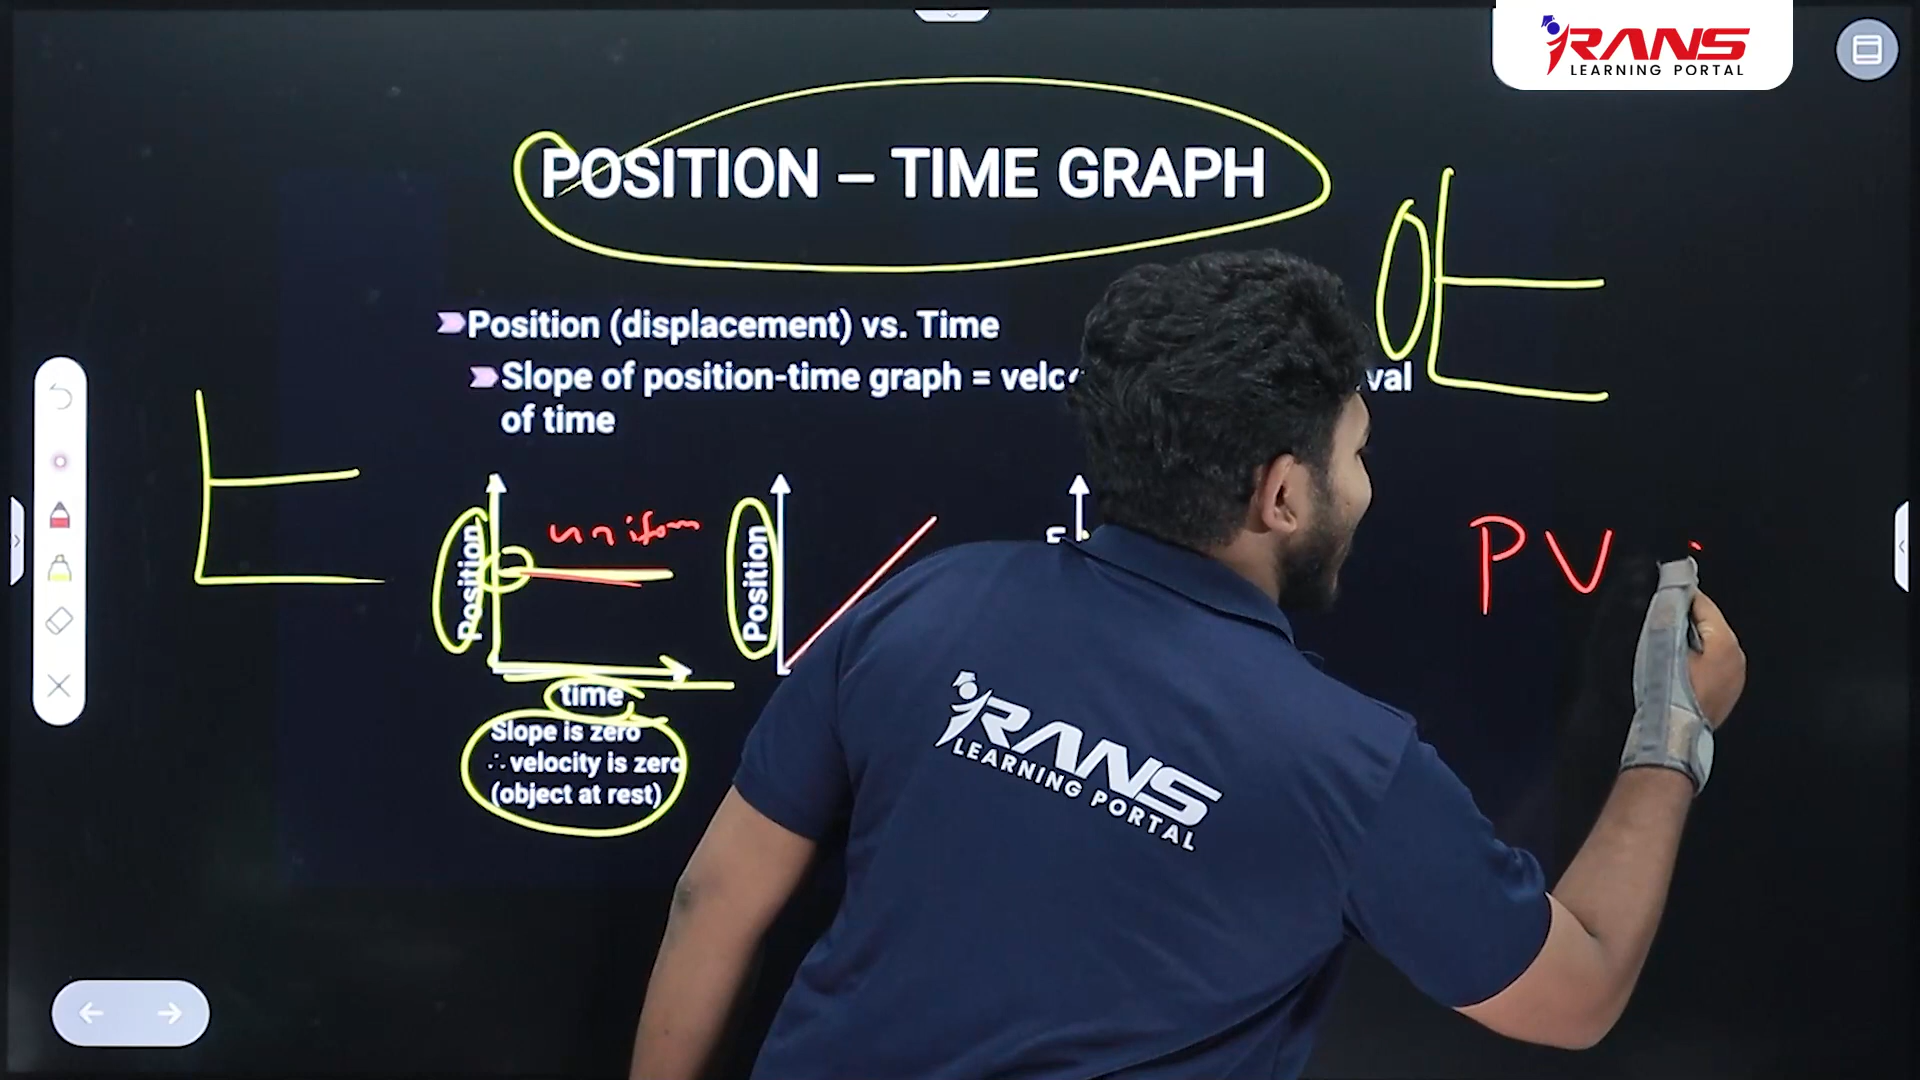 RANS
LEARNING PORTAL
POSITION – TIME GRAPH
Position (displacement) vs. Time
Slope of position-time graph = velo val
of time
Position
uniform
Position
n
time
Slope is zero
∴ velocity is zero
(object at rest)
PV
RANS
LEARNING PORTAL